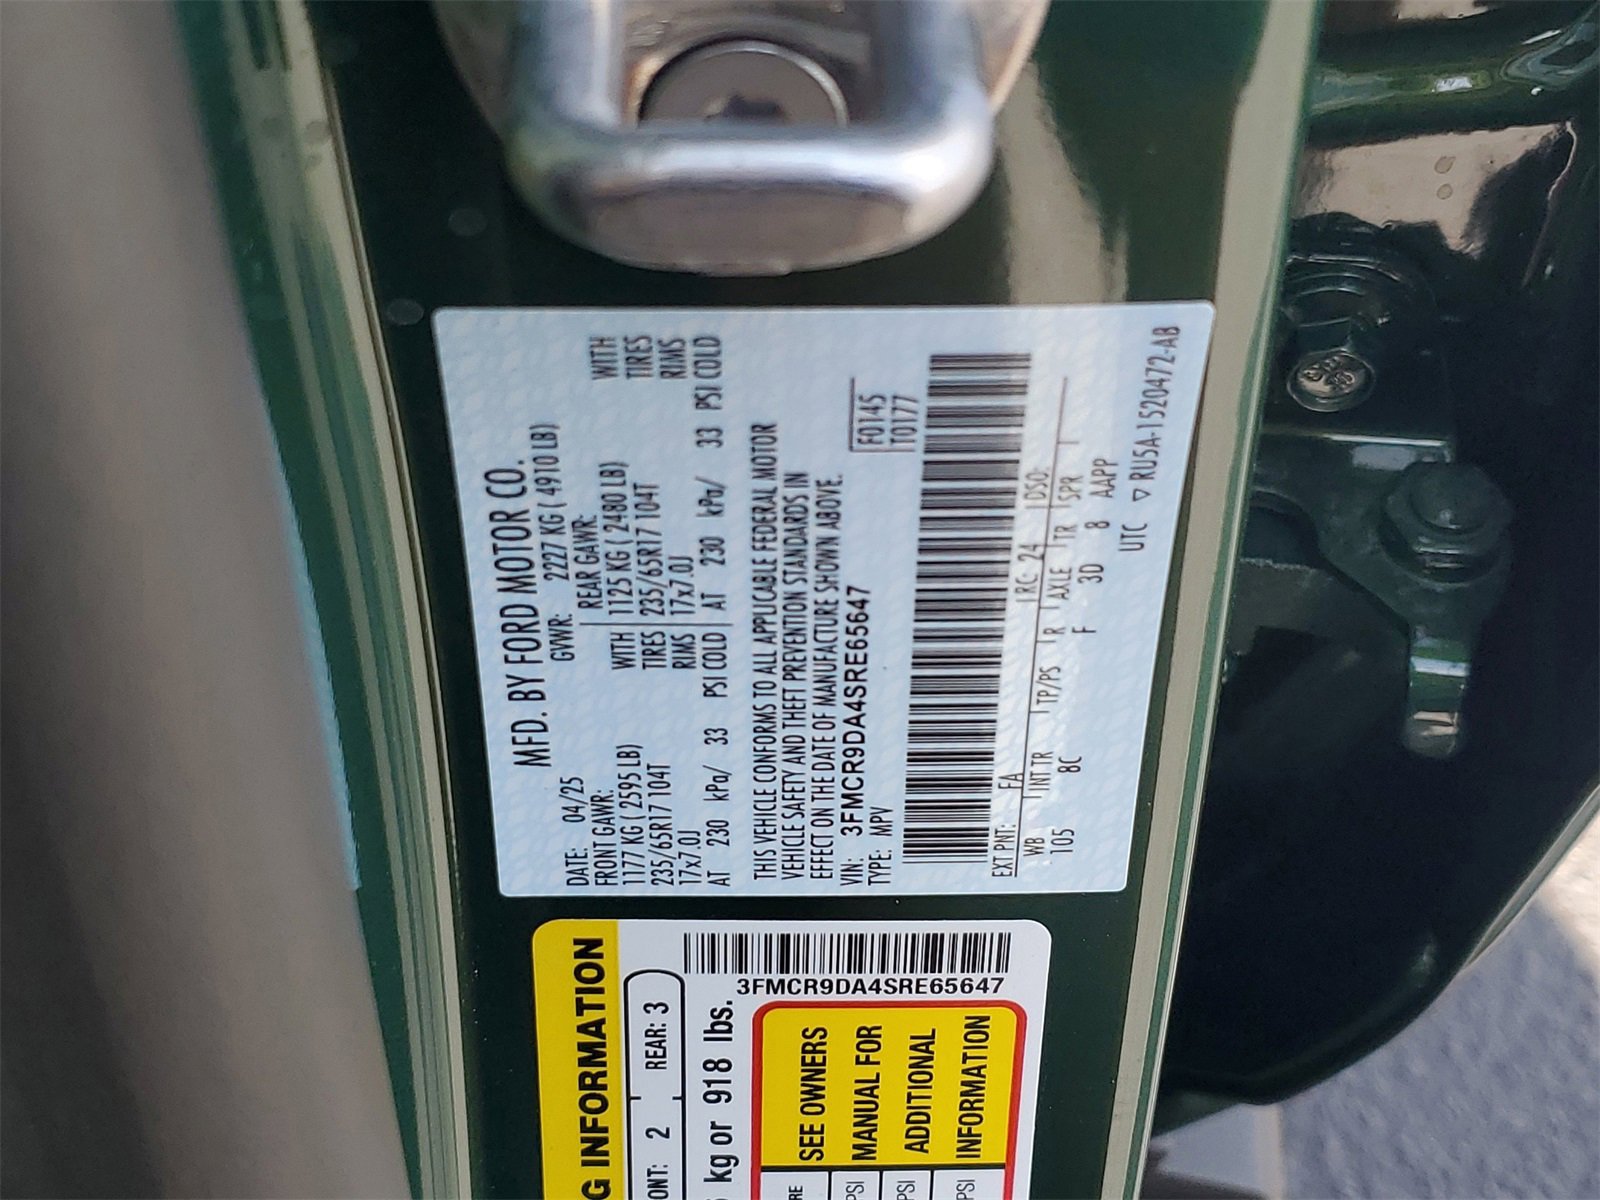 MFD. BY FORD MOTOR CO.
DATE: 04/25 GVWR: 2227 KG ( 4910 LB)
FRONT GAWR: REAR GAWR:
1177 KG ( 2595 LB) WITH 1125 KG ( 2480 LB) WITH
235/65R17 104T TIRES 235/65R17 104T TIRES
17x7.0J RIMS 17x7.0J RIMS
AT 230 kPa/ 33 PSI COLD AT 230 kPa/ 33 PSI COLD
THIS VEHICLE CONFORMS TO ALL APPLICABLE FEDERAL MOTOR
VEHICLE SAFETY AND THEFT PREVENTION STANDARDS IN
EFFECT ON THE DATE OF MANUFACTURE SHOWN ABOVE.
VIN: 3FMCR9DA4SRE65647
TYPE: MPV
F0145
T0177
EXT PNT: FA RC: 24 DSO:
WB INT TR TP/PS R AXLE TR SPR
105 8C F 3D 8 AAPP
UTC ▽ RU5A-1520472-AB
G INFORMATION
ONT: 2 REAR: 3
kg or 918 lbs.
3FMCR9DA4SRE65647
SEE OWNERS
MANUAL FOR
ADDITIONAL
INFORMATION
RE
PSI
PSI
PSI